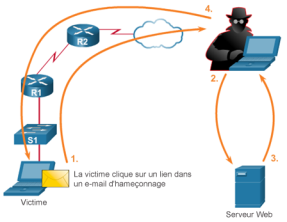 4.
R2
R1
2.
S1
3.
1.
La victime clique sur un lien dans
un e-mail d'hameçonnage
Victime
Serveur Web